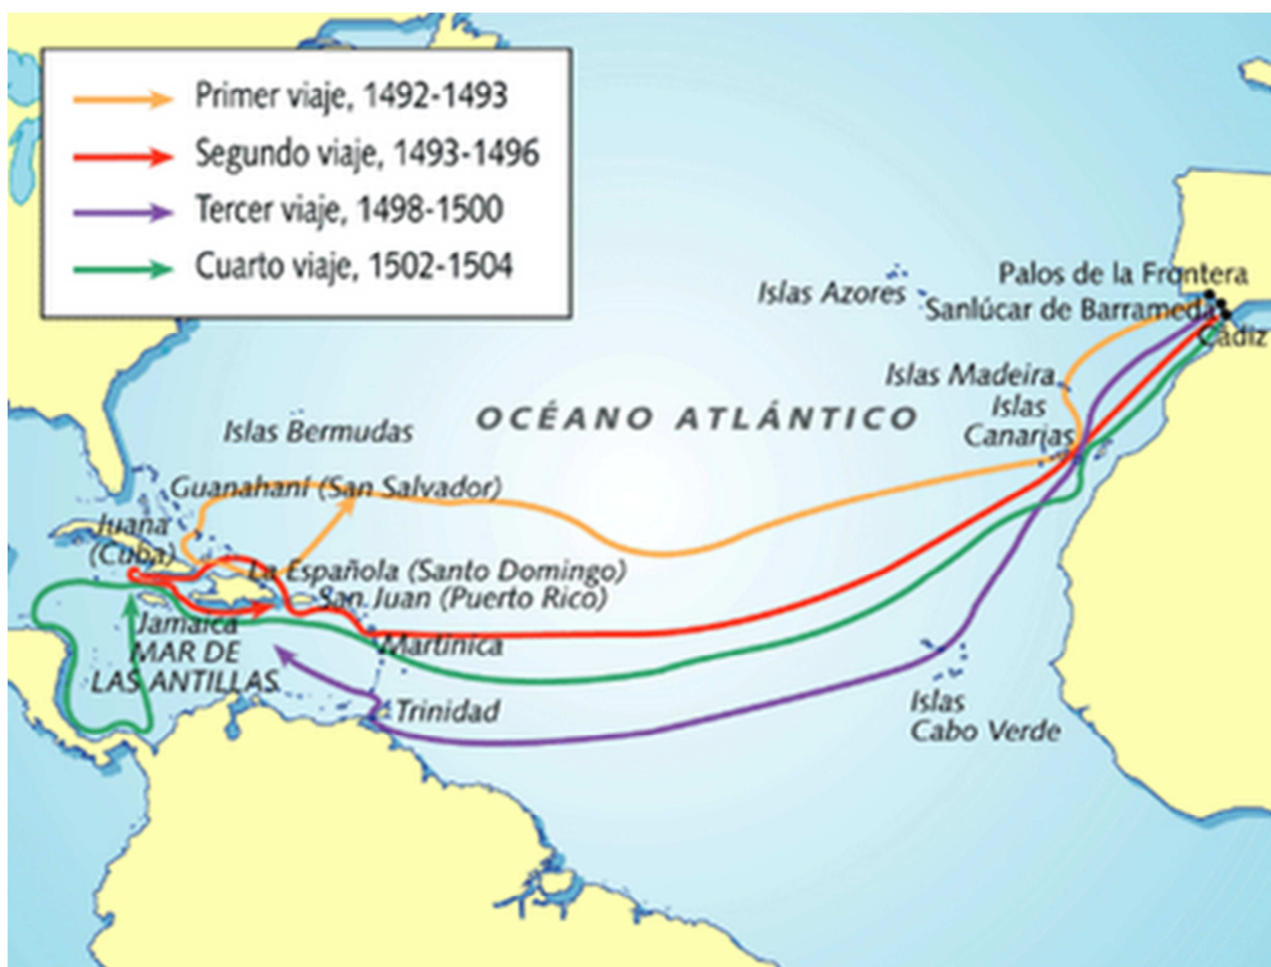 Primer viaje, 1492-1493
Segundo viaje, 1493-1496
Tercer viaje, 1498-1500
Cuarto viaje, 1502-1504
Palos de la Frontera
Islas Azores
Sanlúcar de Barrameda
Cádiz
Islas Madeira
Islas
Canarias
OCÉANO ATLÁNTICO
Islas Bermudas
Guanahaní (San Salvador)
Juana
(Cuba)
La Española (Santo Domingo)
San Juan (Puerto Rico)
Jamaica
Martinica
MAR DE
LAS ANTILLAS
Trinidad
Islas
Cabo Verde